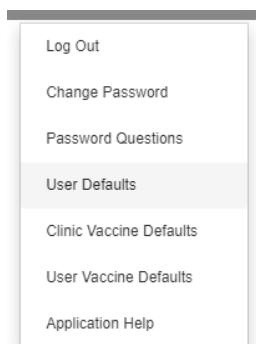 Log Out
Change Password
Password Questions
User Defaults
Clinic Vaccine Defaults
User Vaccine Defaults
Application Help